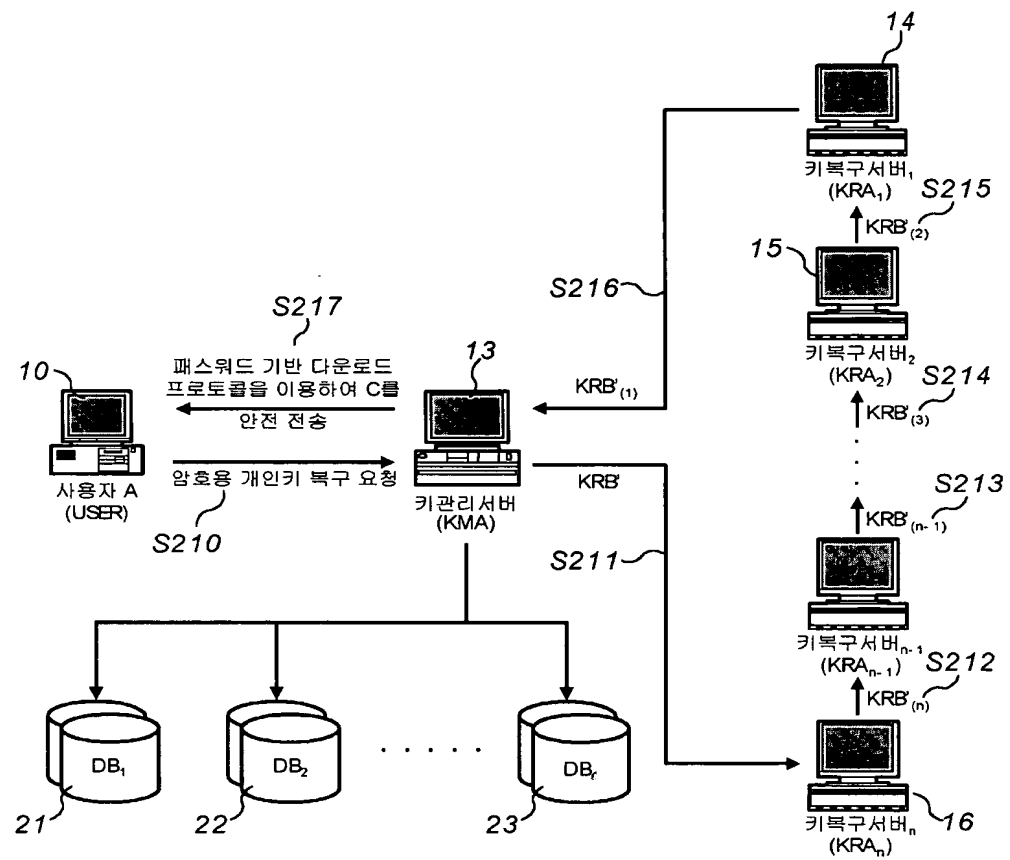 14
키복구서버₁
(KRA₁)
S215
KRB'₍₂₎
15
S216
키복구서버₂
(KRA₂)
S214
KRB'₍₃₎
S217
패스워드 기반 다운로드
프로토콜을 이용하여 C를
안전 전송
10
13
KRB'₍₁₎
암호용 개인키 복구 요청
사용자 A
(USER)
S210
키관리서버
(KMA)
KRB'
S211
S213
KRB'₍ₙ₋₁₎
키복구서버ₙ₋₁
(KRAₙ₋₁)
S212
KRB'₍ₙ₎
DB₁
DB₂
. . . . .
21
22
23
키복구서버ₙ
(KRAₙ)
16